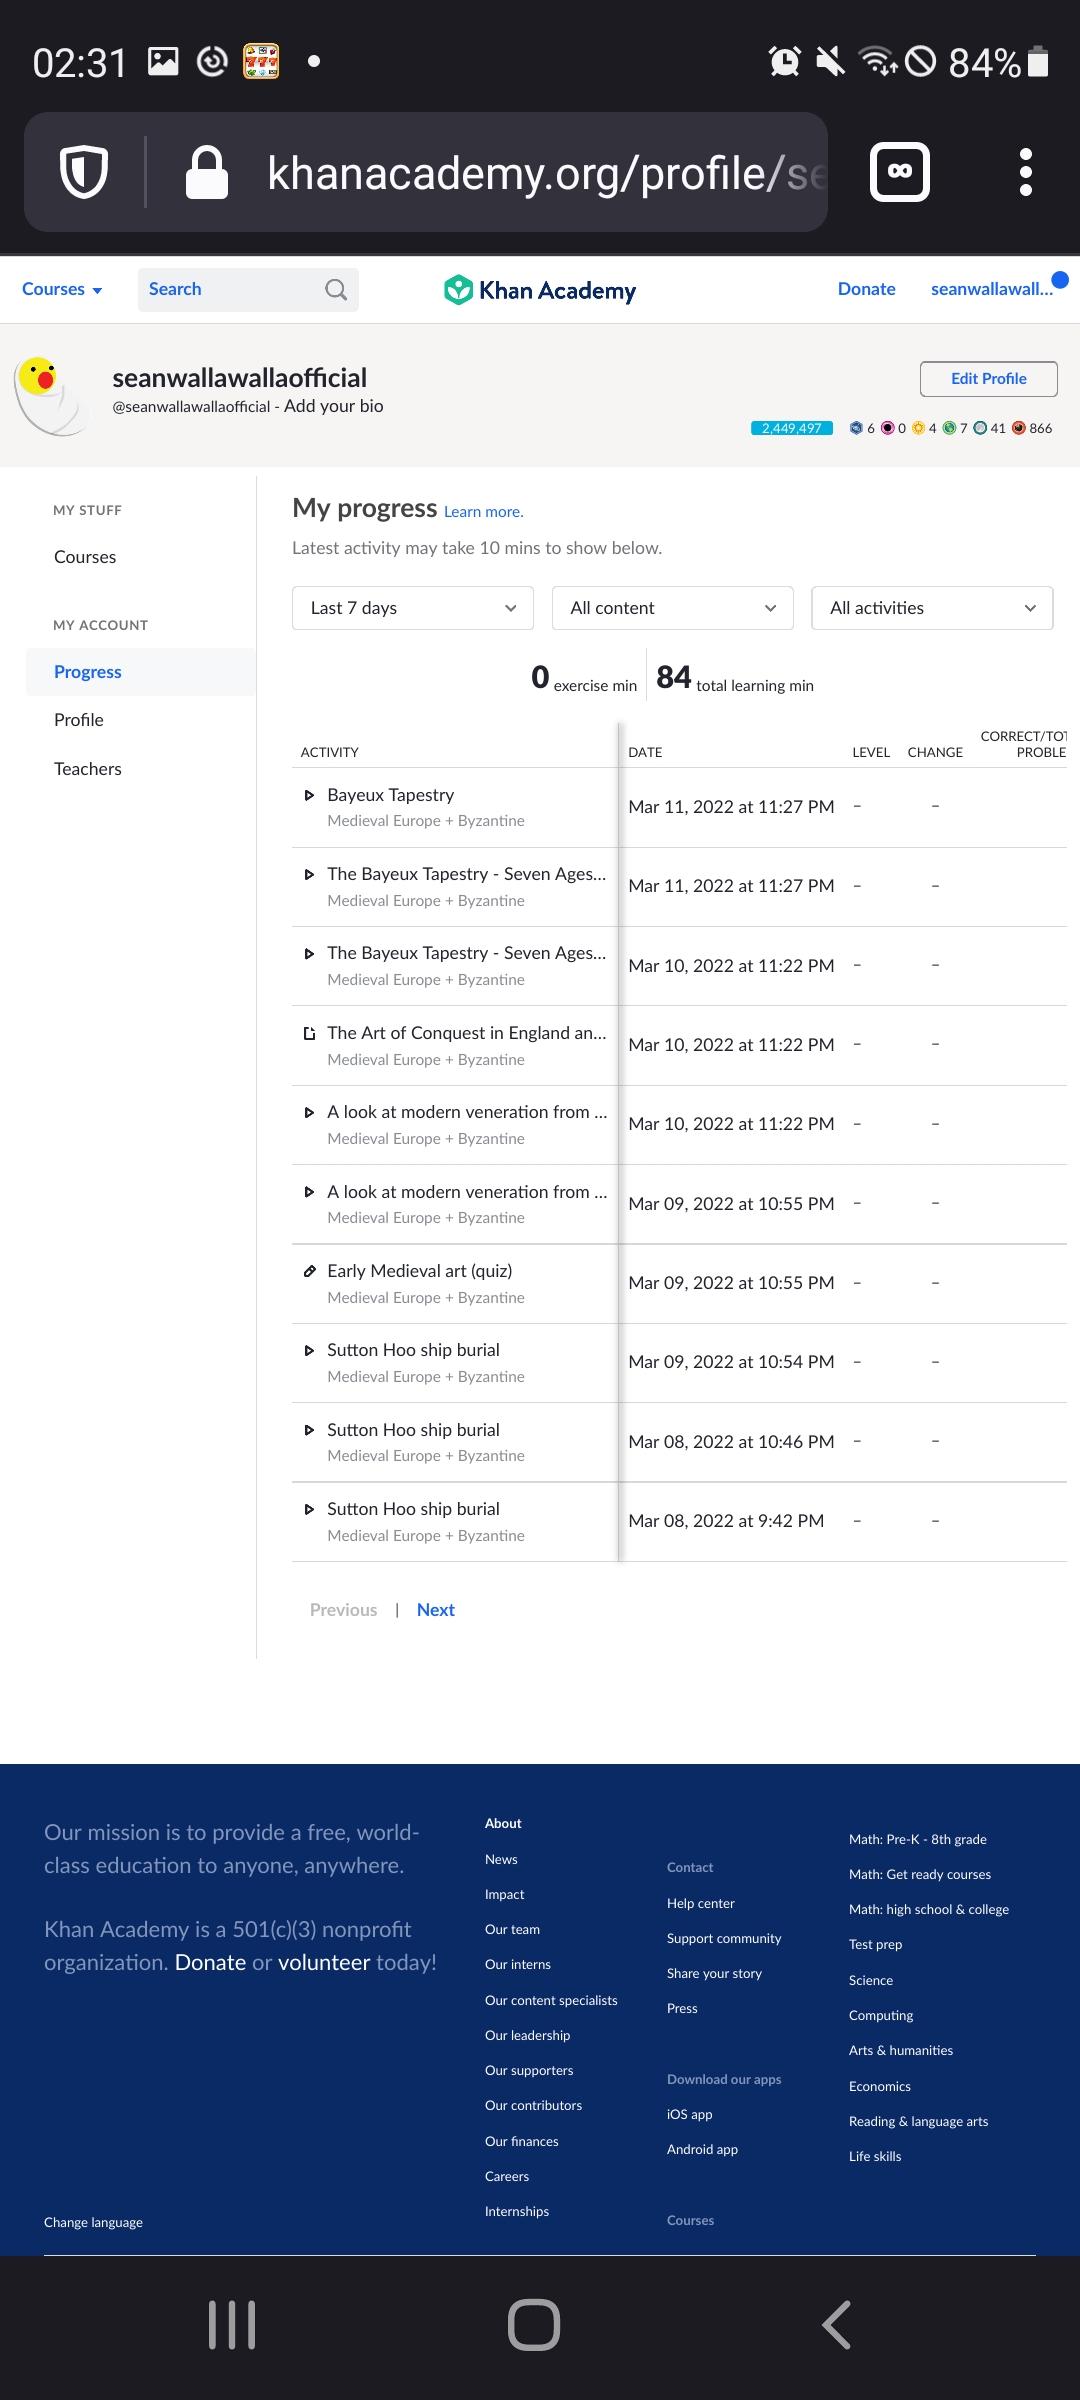 02:31
84%
khanacademy.org/profile/se
Courses
Search
Khan Academy
Donate
seanwallawall...
seanwallawallaofficial
@seanwallawallaofficial - Add your bio
Edit Profile
2,449,497 6 0 4 7 41 866
MY STUFF
Courses
MY ACCOUNT
Progress
Profile
Teachers
My progress Learn more.
Latest activity may take 10 mins to show below.
Last 7 days
All content
All activities
0 exercise min
84 total learning min
ACTIVITY
DATE
LEVEL
CHANGE
CORRECT/TOT
PROBLE
Bayeux Tapestry
Medieval Europe + Byzantine
Mar 11, 2022 at 11:27 PM – –
The Bayeux Tapestry - Seven Ages...
Medieval Europe + Byzantine
Mar 11, 2022 at 11:27 PM – –
The Bayeux Tapestry - Seven Ages...
Medieval Europe + Byzantine
Mar 10, 2022 at 11:22 PM – –
The Art of Conquest in England an...
Medieval Europe + Byzantine
Mar 10, 2022 at 11:22 PM – –
A look at modern veneration from ...
Medieval Europe + Byzantine
Mar 10, 2022 at 11:22 PM – –
A look at modern veneration from ...
Medieval Europe + Byzantine
Mar 09, 2022 at 10:55 PM – –
Early Medieval art (quiz)
Medieval Europe + Byzantine
Mar 09, 2022 at 10:55 PM – –
Sutton Hoo ship burial
Medieval Europe + Byzantine
Mar 09, 2022 at 10:54 PM – –
Sutton Hoo ship burial
Medieval Europe + Byzantine
Mar 08, 2022 at 10:46 PM – –
Sutton Hoo ship burial
Medieval Europe + Byzantine
Mar 08, 2022 at 9:42 PM – –
Previous | Next
Our mission is to provide a free, world-
class education to anyone, anywhere.
Khan Academy is a 501(c)(3) nonprofit
organization. Donate or volunteer today!
Change language
About
News
Impact
Our team
Our interns
Our content specialists
Our leadership
Our supporters
Our contributors
Our finances
Careers
Internships
Contact
Help center
Support community
Share your story
Press
Download our apps
iOS app
Android app
Courses
Math: Pre-K - 8th grade
Math: Get ready courses
Math: high school & college
Test prep
Science
Computing
Arts & humanities
Economics
Reading & language arts
Life skills